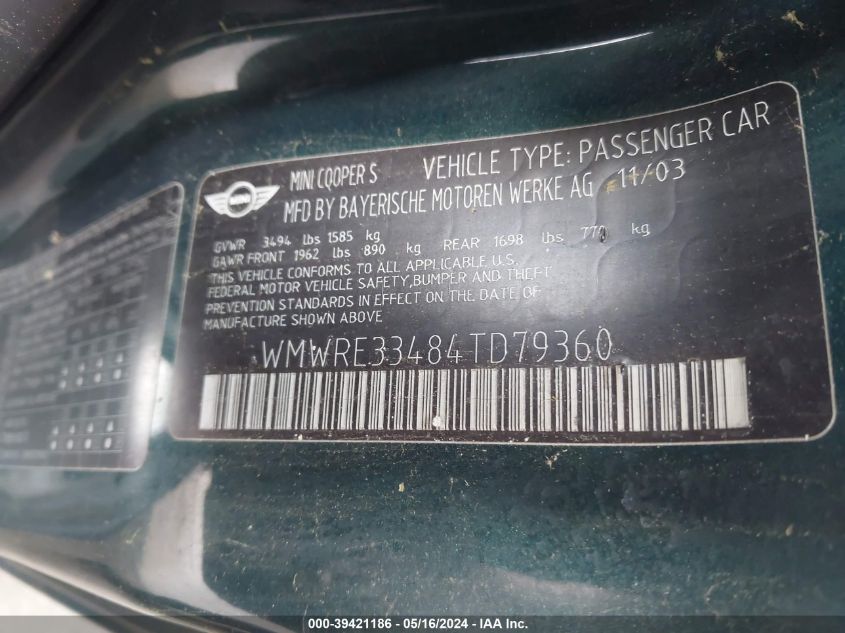 MINI
MINI COOPER S VEHICLE TYPE: PASSENGER CAR
MFD BY BAYERISCHE MOTOREN WERKE AG 11/03
GVWR 3494 lbs 1585 kg
GAWR FRONT 1962 lbs 890 kg REAR 1698 lbs 770 kg
THIS VEHICLE CONFORMS TO ALL APPLICABLE U.S.
FEDERAL MOTOR VEHICLE SAFETY,BUMPER AND THEFT
PREVENTION STANDARDS IN EFFECT ON THE DATE OF
MANUFACTURE SHOWN ABOVE
WMWRE33484TD79360
000-39421186 - 05/16/2024 - IAA Inc.